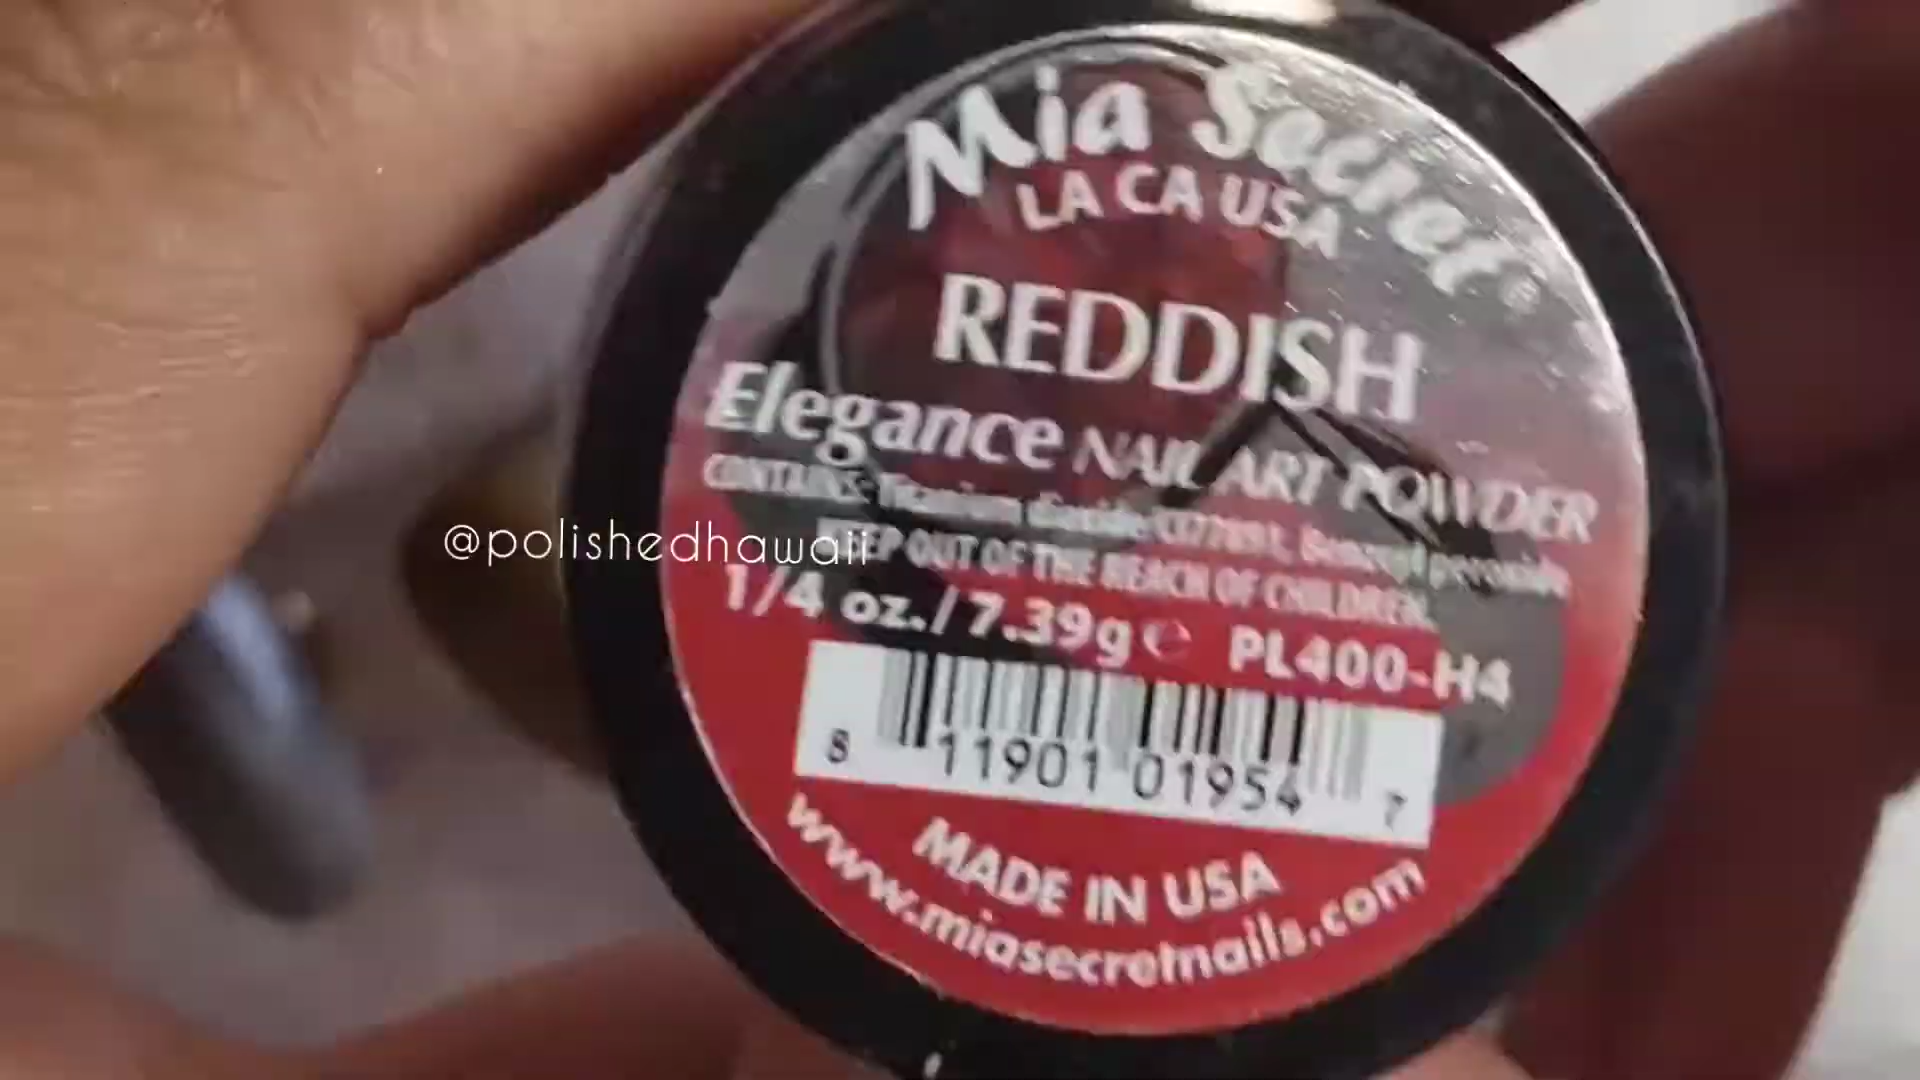 Mia Secret®
LA CA USA
REDDISH
Elegance NAIL ART POWDER
CONTAINS: Titanium dioxide CI77891, Benzoyl peroxide
KEEP OUT OF THE REACH OF CHILDREN.
@polishedhawaii
1/4 oz./7.39g ℮ PL400-H4
8 11901 01954 7
MADE IN USA
www.miasecretnails.com